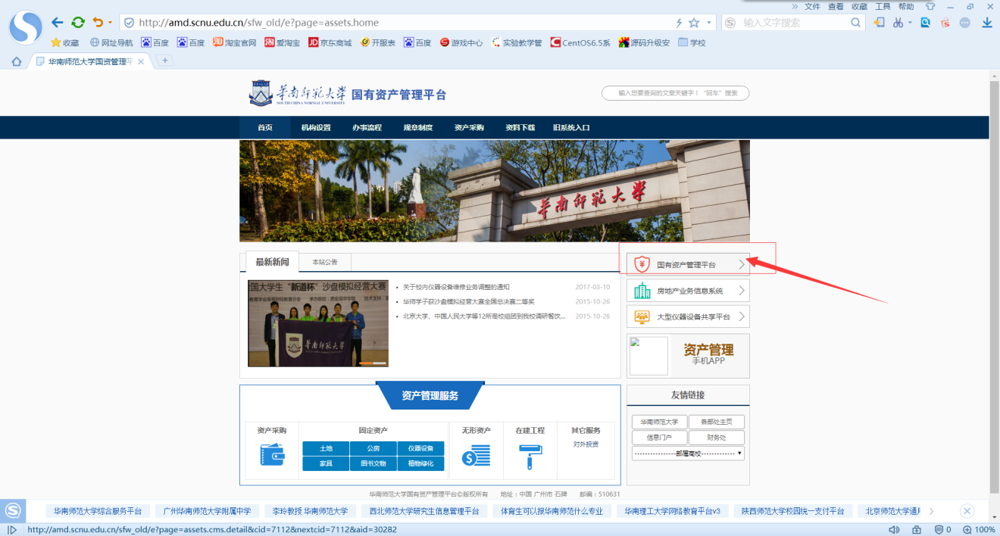 » 文件 查看 收藏 工具 帮助
http://amd.scnu.edu.cn/sfw_old/e?page=assets.home
输入文字搜索
收藏 网址导航 百度 百度 淘宝官网 爱淘宝 京东商城 开服表 百度 游戏中心 实验教学管 CentOS6.5系 源码升级安 学校
华南师范大学国资管理平
華南师范大学 国有资产管理平台
SOUTH CHINA NORMAL UNIVERSITY
输入您要查询的文章关键字！“回车”搜索
首页 机构设置 办事流程 规章制度 资产采购 资料下载 旧系统入口
華南师范大学
最新新闻 本站公告
国大学生“新道杯”沙盘模拟经营大赛
華南师范大学
• 关于校内仪器设备维修业务调整的通知 2017-03-10
• 华师学子获沙盘模拟经营大赛全国总决赛二等奖 2015-10-26
• 北京大学、中国人民大学等12所高校组团到我校调研餐饮... 2015-10-26
国有资产管理平台
房地产业务信息系统
大型仪器设备共享平台
资产管理
手机APP
资产管理服务
资产采购 固定资产 无形资产 在建工程 其它服务
土地 公房 仪器设备
家具 图书文物 植物绿化
对外投资
友情链接
华南师范大学 各部处主页
信息门户 财务处
----------------部属高校-------------
华南师范大学国有资产管理平台©版权所有 地址：中国 广州市 石牌 邮编：510631
华南师范大学综合服务平台 广州华南师范大学附属中学 李玲教授 华南师范大学 西北师范大学研究生信息管理平台 体育生可以报华南师范什么专业 华南理工大学网络教育平台v3 陕西师范大学校园统一支付平台 北京师范大学通用
http://amd.scnu.edu.cn/sfw_old/e?page=assets.cms.detail&cid=7112&nextcid=7112&aid=30282
0 100%